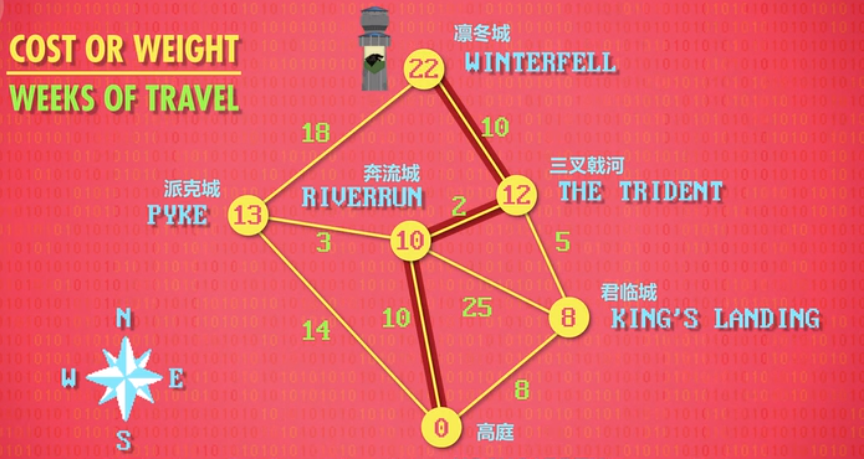 COST OR WEIGHT
WEEKS OF TRAVEL
22
凛冬城
WINTERFELL
18
10
派克城
PYKE
13
奔流城
RIVERRUN
三叉戟河
THE TRIDENT
12
2
10
3
5
25
君临城
KING'S LANDING
8
10
14
8
0
高庭
N
W
E
S